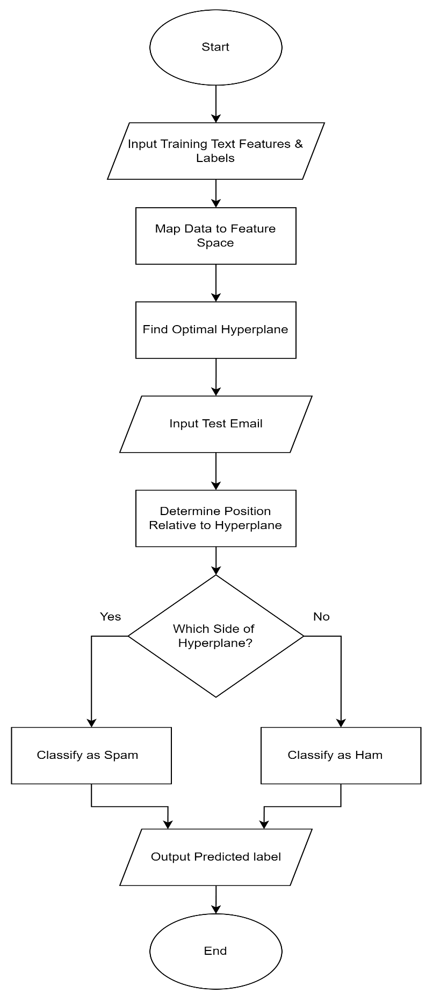 Start
Input Training Text Features &
Labels
Map Data to Feature
Space
Find Optimal Hyperplane
Input Test Email
Determine Position
Relative to Hyperplane
Which Side of
Hyperplane?
Yes
No
Classify as Spam
Classify as Ham
Output Predicted label
End